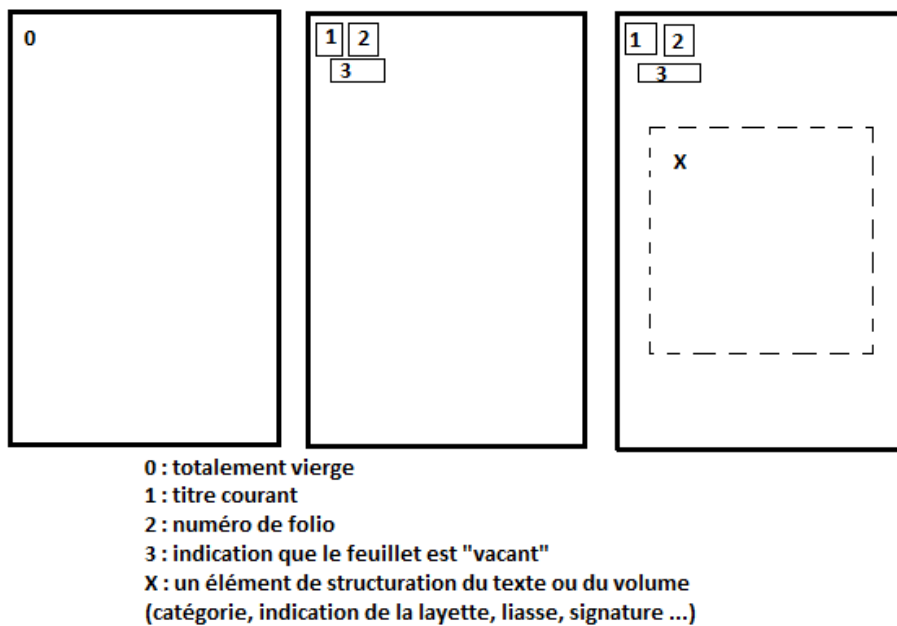 0
1 2
3
1 2
3
X
0 : totalement vierge
1 : titre courant
2 : numéro de folio
3 : indication que le feuillet est "vacant"
X : un élément de structuration du texte ou du volume
(catégorie, indication de la layette, liasse, signature ...)